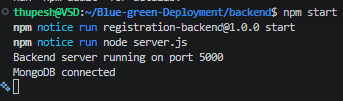 thupesh@VSD:~/Blue-green-Deployment/backend$ npm start
npm notice run registration-backend@1.0.0 start
npm notice run node server.js
Backend server running on port 5000
MongoDB connected